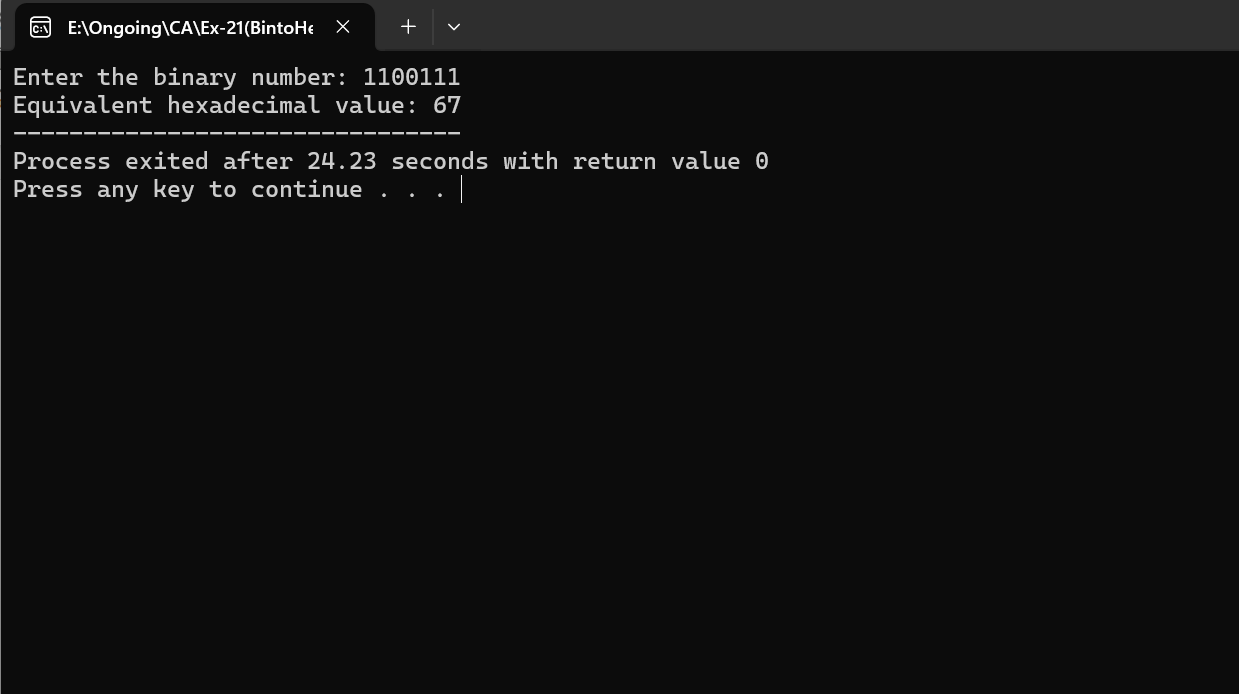 E:\Ongoing\CA\Ex-21(BintoHe
Enter the binary number: 1100111
Equivalent hexadecimal value: 67
--------------------------------
Process exited after 24.23 seconds with return value 0
Press any key to continue . . .